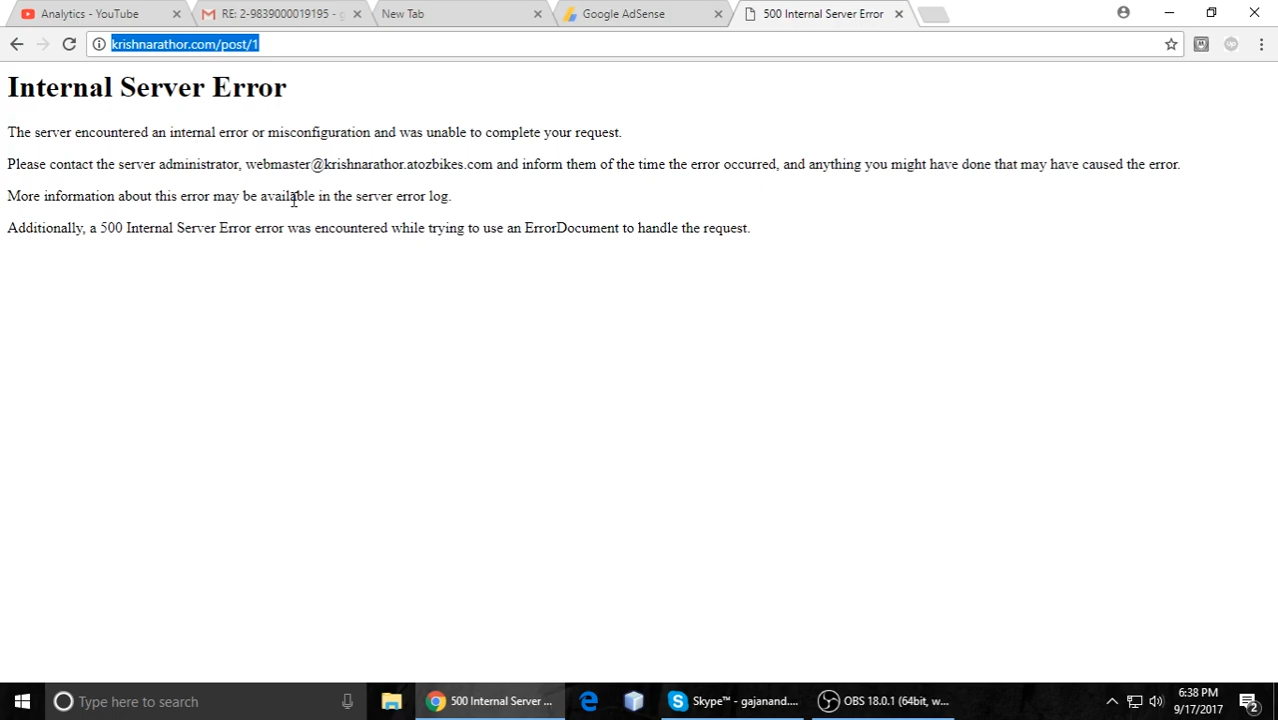 Analytics - YouTube
RE: 2-9839000019195 - g
New Tab
Google AdSense
500 Internal Server Error
krishnarathor.com/post/1
Internal Server Error
The server encountered an internal error or misconfiguration and was unable to complete your request.
Please contact the server administrator, webmaster@krishnarathor.atozbikes.com and inform them of the time the error occurred, and anything you might have done that may have caused the error.
More information about this error may be available in the server error log.
Additionally, a 500 Internal Server Error error was encountered while trying to use an ErrorDocument to handle the request.
Type here to search
500 Internal Server ...
Skype™ - gajanand....
OBS 18.0.1 (64bit, w...
6:38 PM
9/17/2017
2